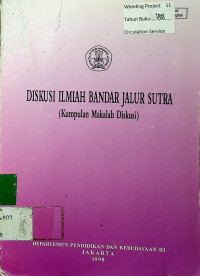 Weeding Project 11
Tahun Buku
Circulation Service
DISKUSI ILMIAH BANDAR JALUR SUTRA
(Kumpulan Makalah Diskusi)
DEPARTEMEN PENDIDIKAN DAN KEBUDAYAAN RI
JAKARTA
1998